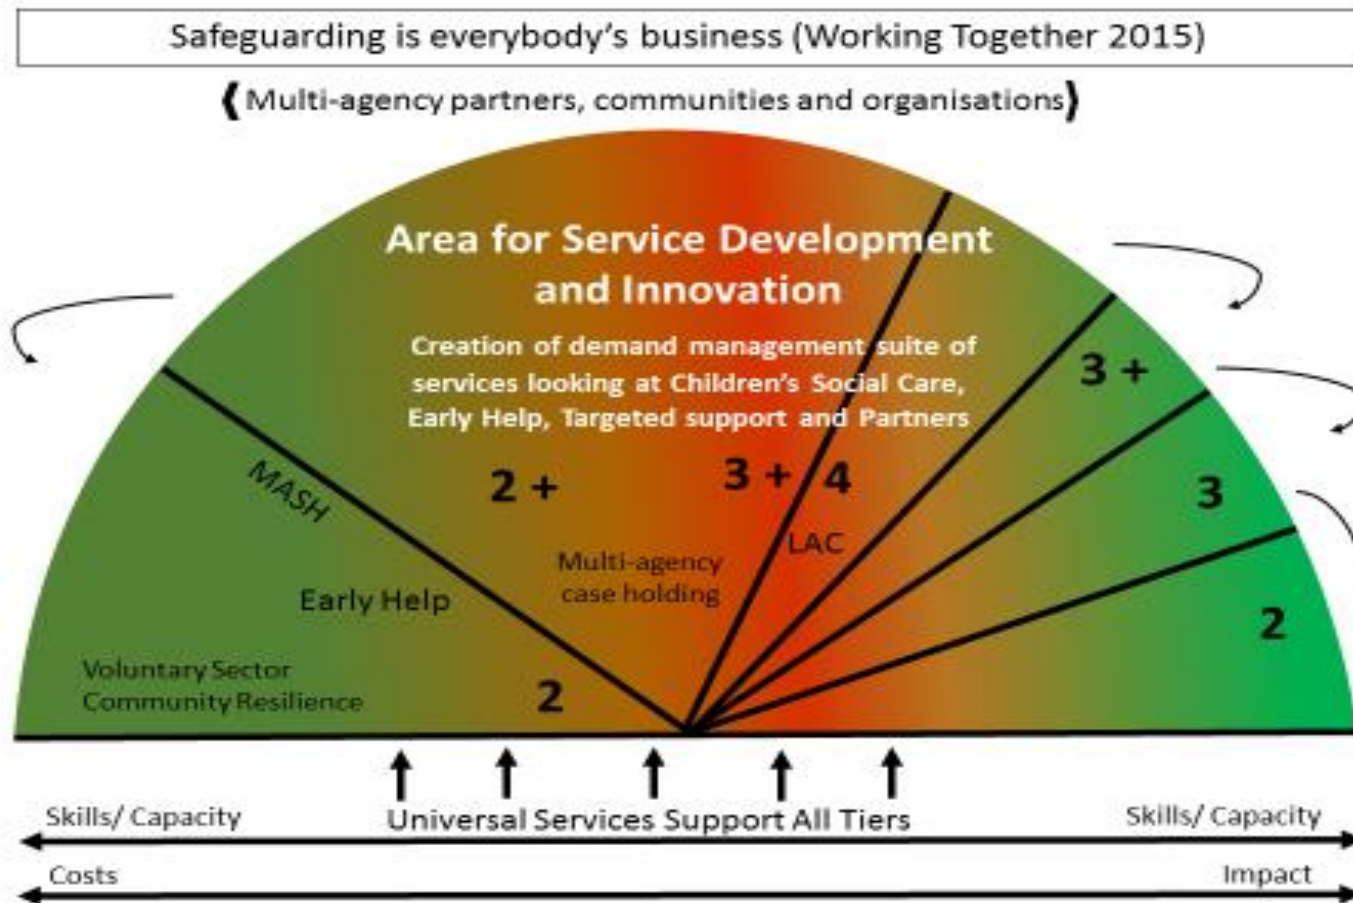 Safeguarding is everybody's business (Working Together 2015)
(Multi-agency partners, communities and organisations)
Area for Service Development
and Innovation
Creation of demand management suite of
services looking at Children's Social Care,
Early Help, Targeted support and Partners
3 +
MASH
2 +
3 +
4
3
LAC
Multi-agency
case holding
Early Help
2
Voluntary Sector
Community Resilience
2
Skills/ Capacity
Universal Services Support All Tiers
Skills/ Capacity
Costs
Impact